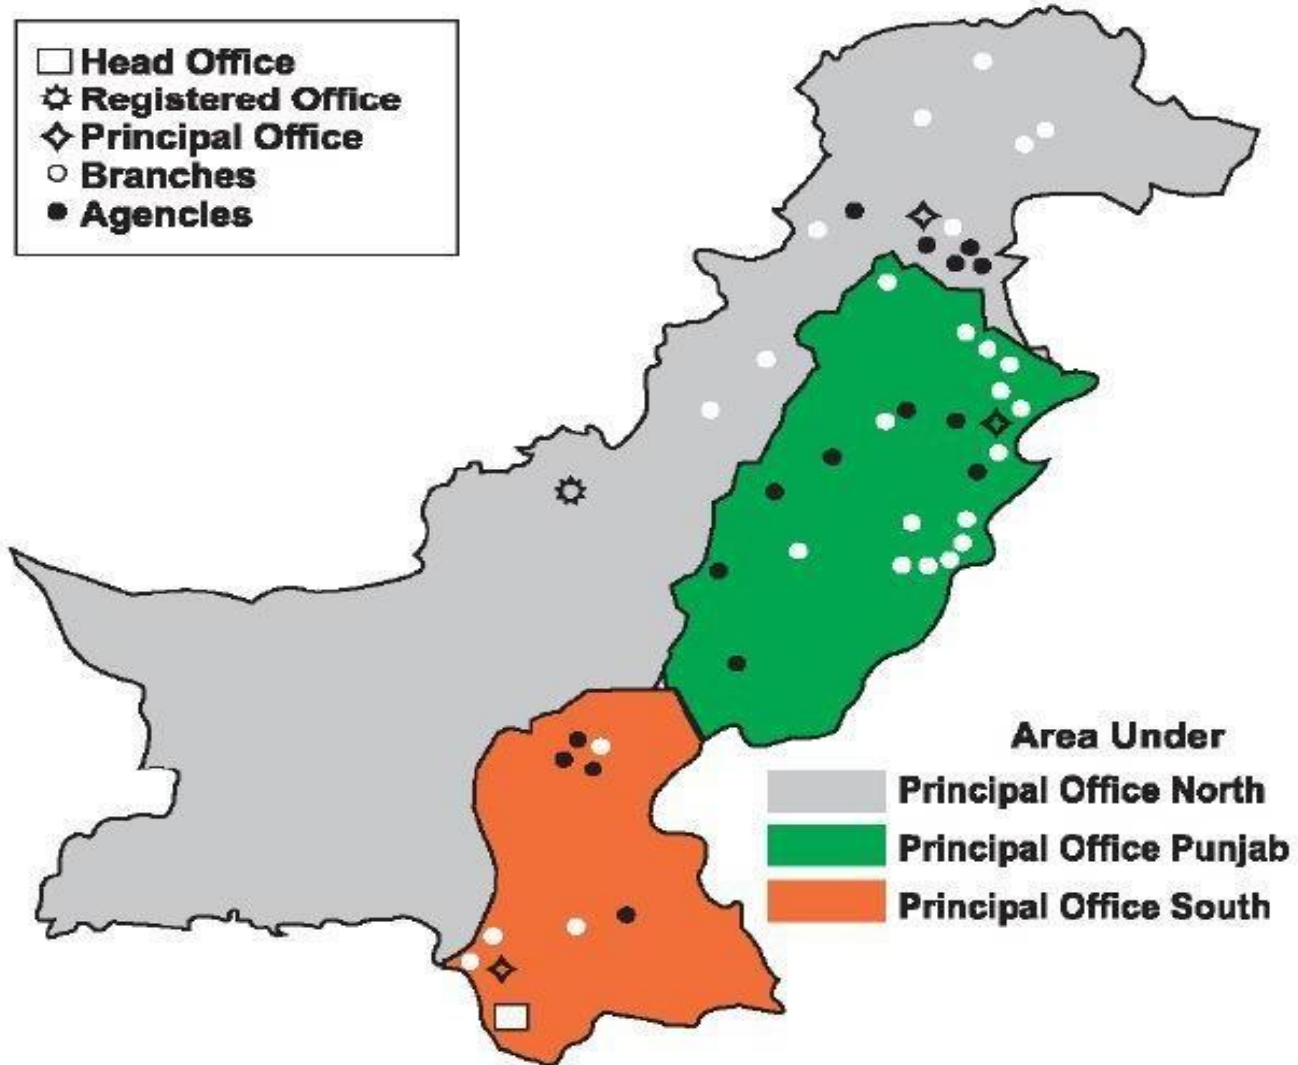 Head Office
Registered Office
Principal Office
Branches
Agencies
Area Under
Principal Office North
Principal Office Punjab
Principal Office South